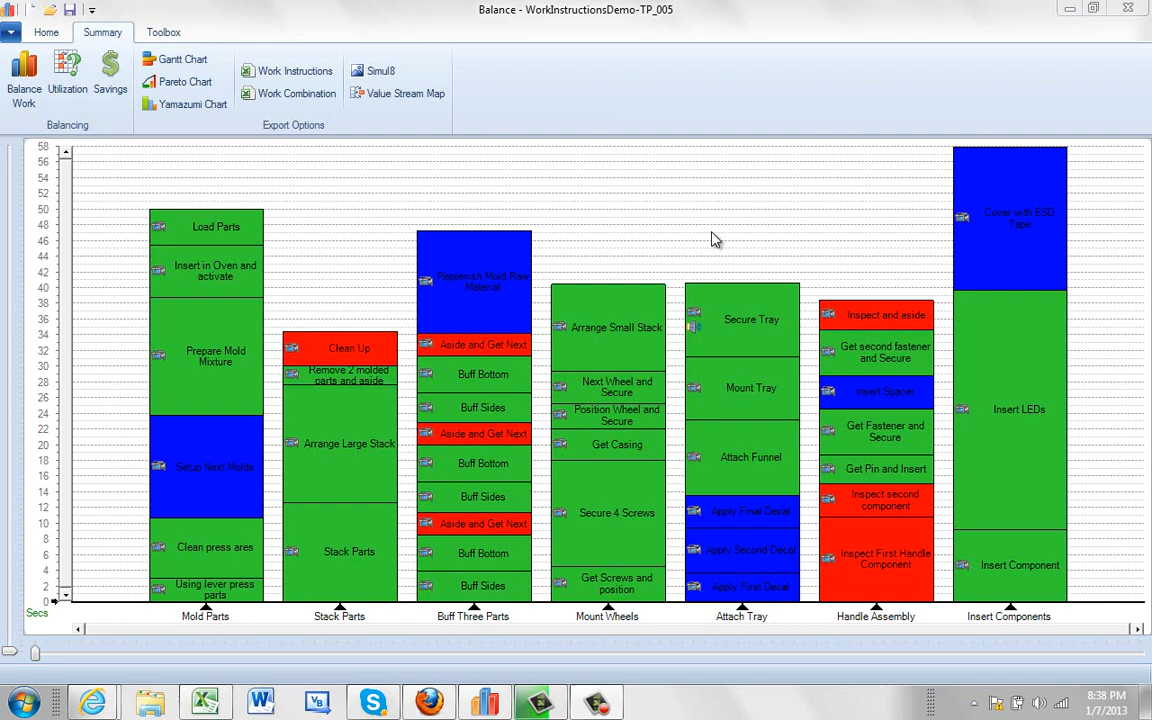 Balance - WorkInstructionsDemo-TP_005
Home
Summary
Toolbox
Balance
Work
Utilization
Savings
Balancing
Gantt Chart
Pareto Chart
Yamazumi Chart
Work Instructions
Work Combination
Simul8
Value Stream Map
Export Options
58
56
54
52
50
48
46
44
42
40
38
36
34
32
30
28
26
24
22
20
18
16
14
12
10
8
6
4
2
0
Secs
Load Parts
Insert in Oven and
activate
Prepare Mold
Mixture
Setup Next Molds
Clean press ares
Using lever press
parts
Mold Parts
Clean Up
Remove 2 molded
parts and aside
Arrange Large Stack
Stack Parts
Stack Parts
Replenish Mold Raw
Material
Aside and Get Next
Buff Bottom
Buff Sides
Aside and Get Next
Buff Bottom
Buff Sides
Aside and Get Next
Buff Bottom
Buff Sides
Buff Three Parts
Arrange Small Stack
Next Wheel and
Secure
Position Wheel and
Secure
Get Casing
Secure 4 Screws
Get Screws and
position
Mount Wheels
Secure Tray
Mount Tray
Attach Funnel
Apply Final Decal
Apply Second Decal
Apply First Decal
Attach Tray
Inspect and aside
Get second fastener
and Secure
Insert Spacer
Get Fastener and
Secure
Get Pin and Insert
Inspect second
component
Inspect First Handle
Component
Handle Assembly
Cover with ESD
Tape
Insert LEDs
Insert Component
Insert Components
8:38 PM
1/7/2013